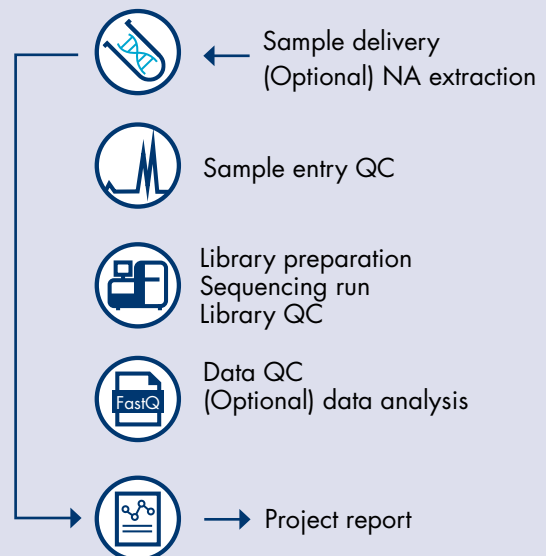 Sample delivery
(Optional) NA extraction
Sample entry QC
Library preparation
Sequencing run
Library QC
Data QC
(Optional) data analysis
FastQ
Project report